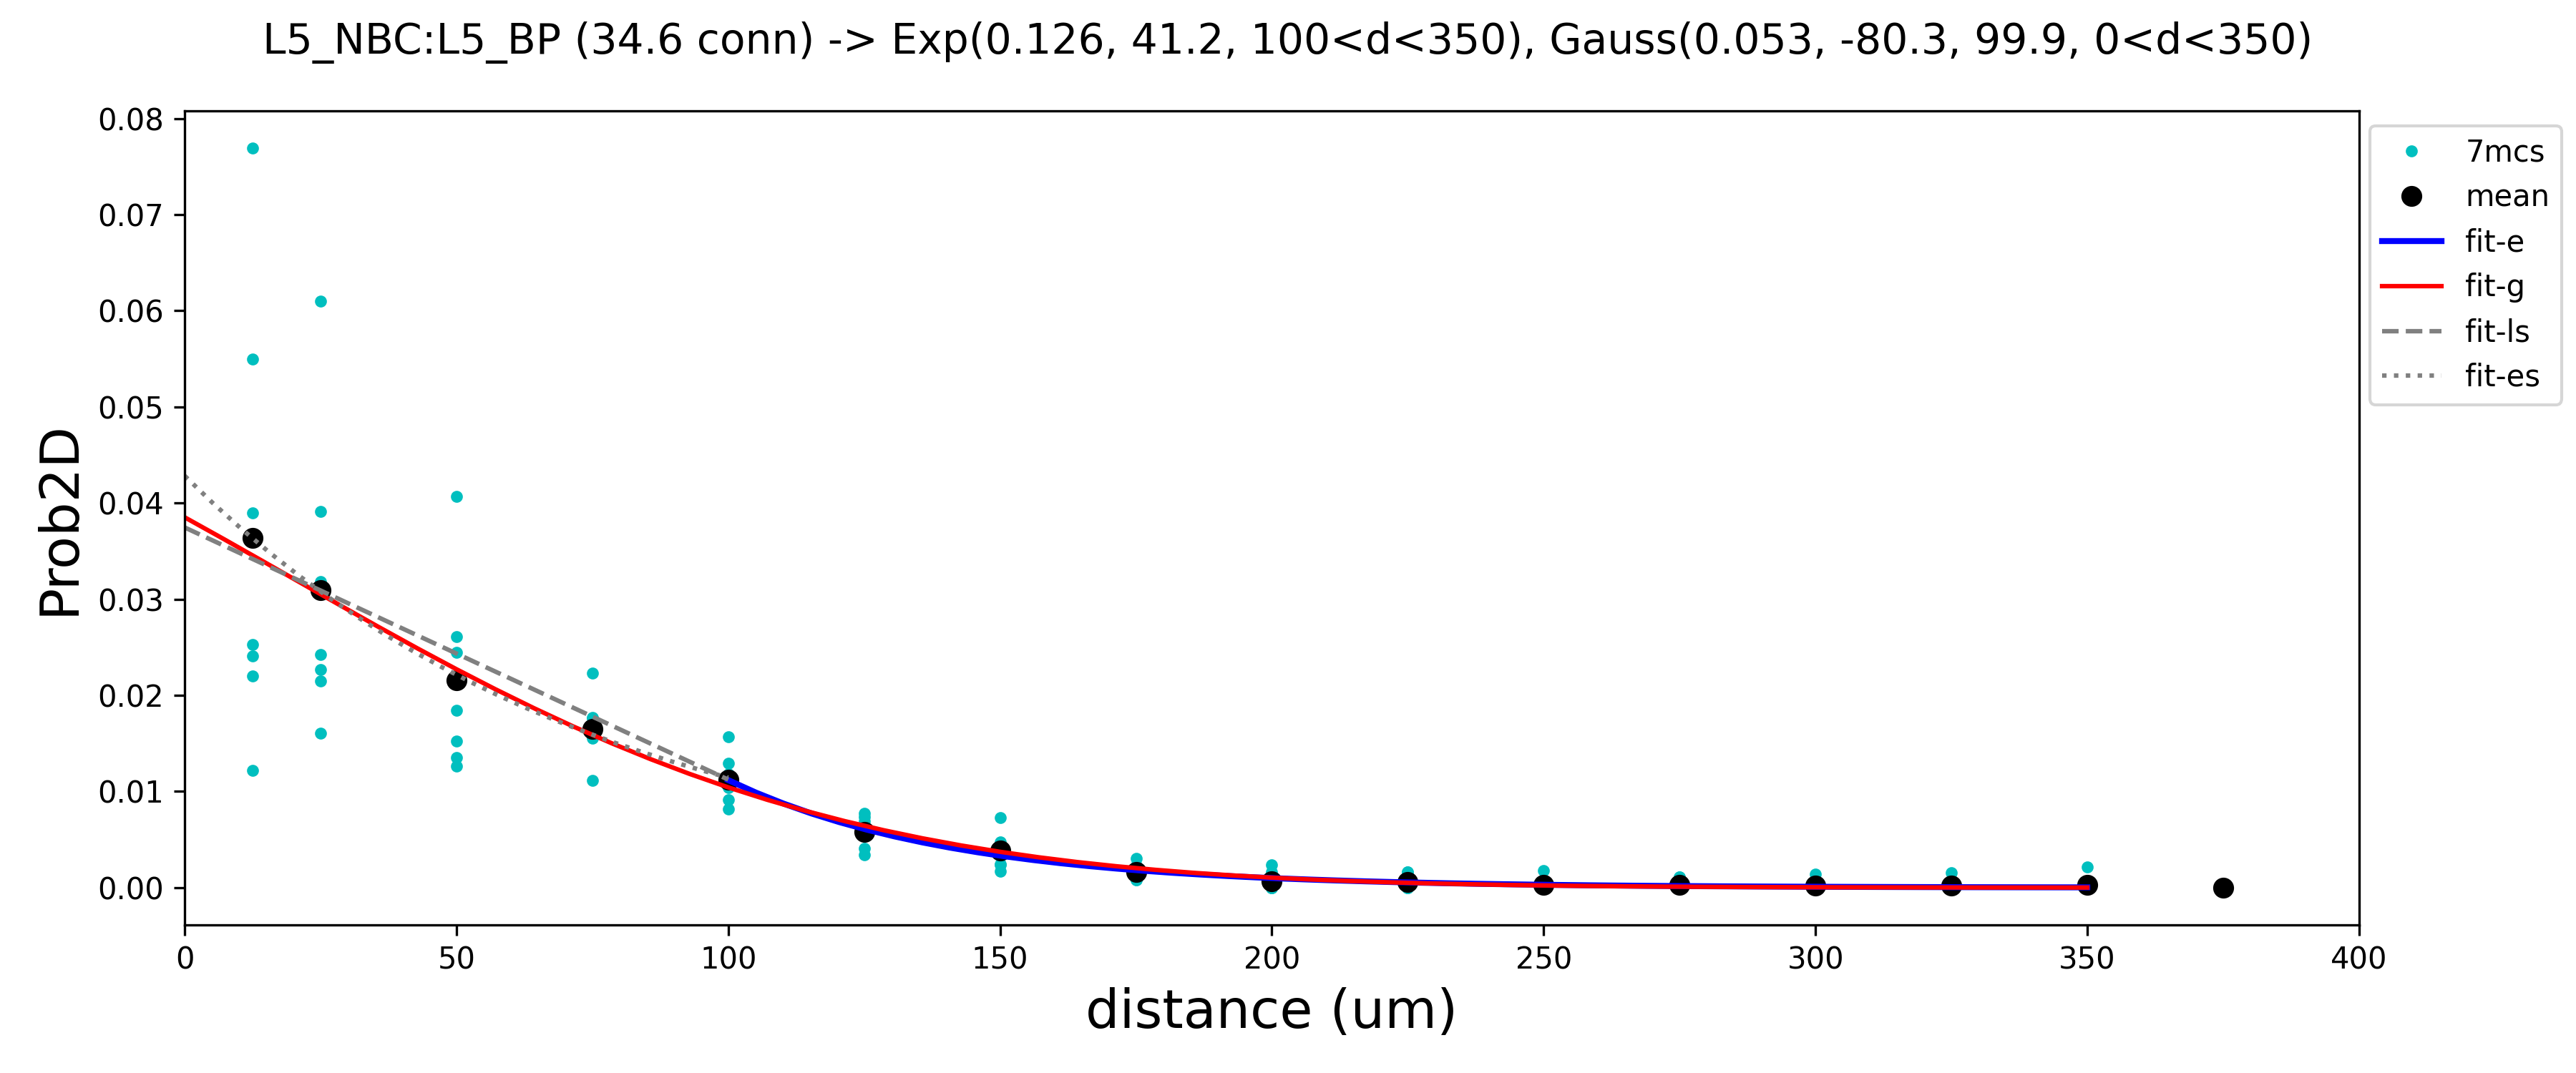 L5_NBC:L5_BP (34.6 conn) -> Exp(0.126, 41.2, 100<d<350), Gauss(0.053, -80.3, 99.9, 0<d<350)
0.08
0.07
0.06
0.05
0.04
0.03
0.02
0.01
0.00
Prob2D
0 50 100 150 200 250 300 350 400
distance (um)
7mcs
mean
fit-e
fit-g
fit-ls
fit-es